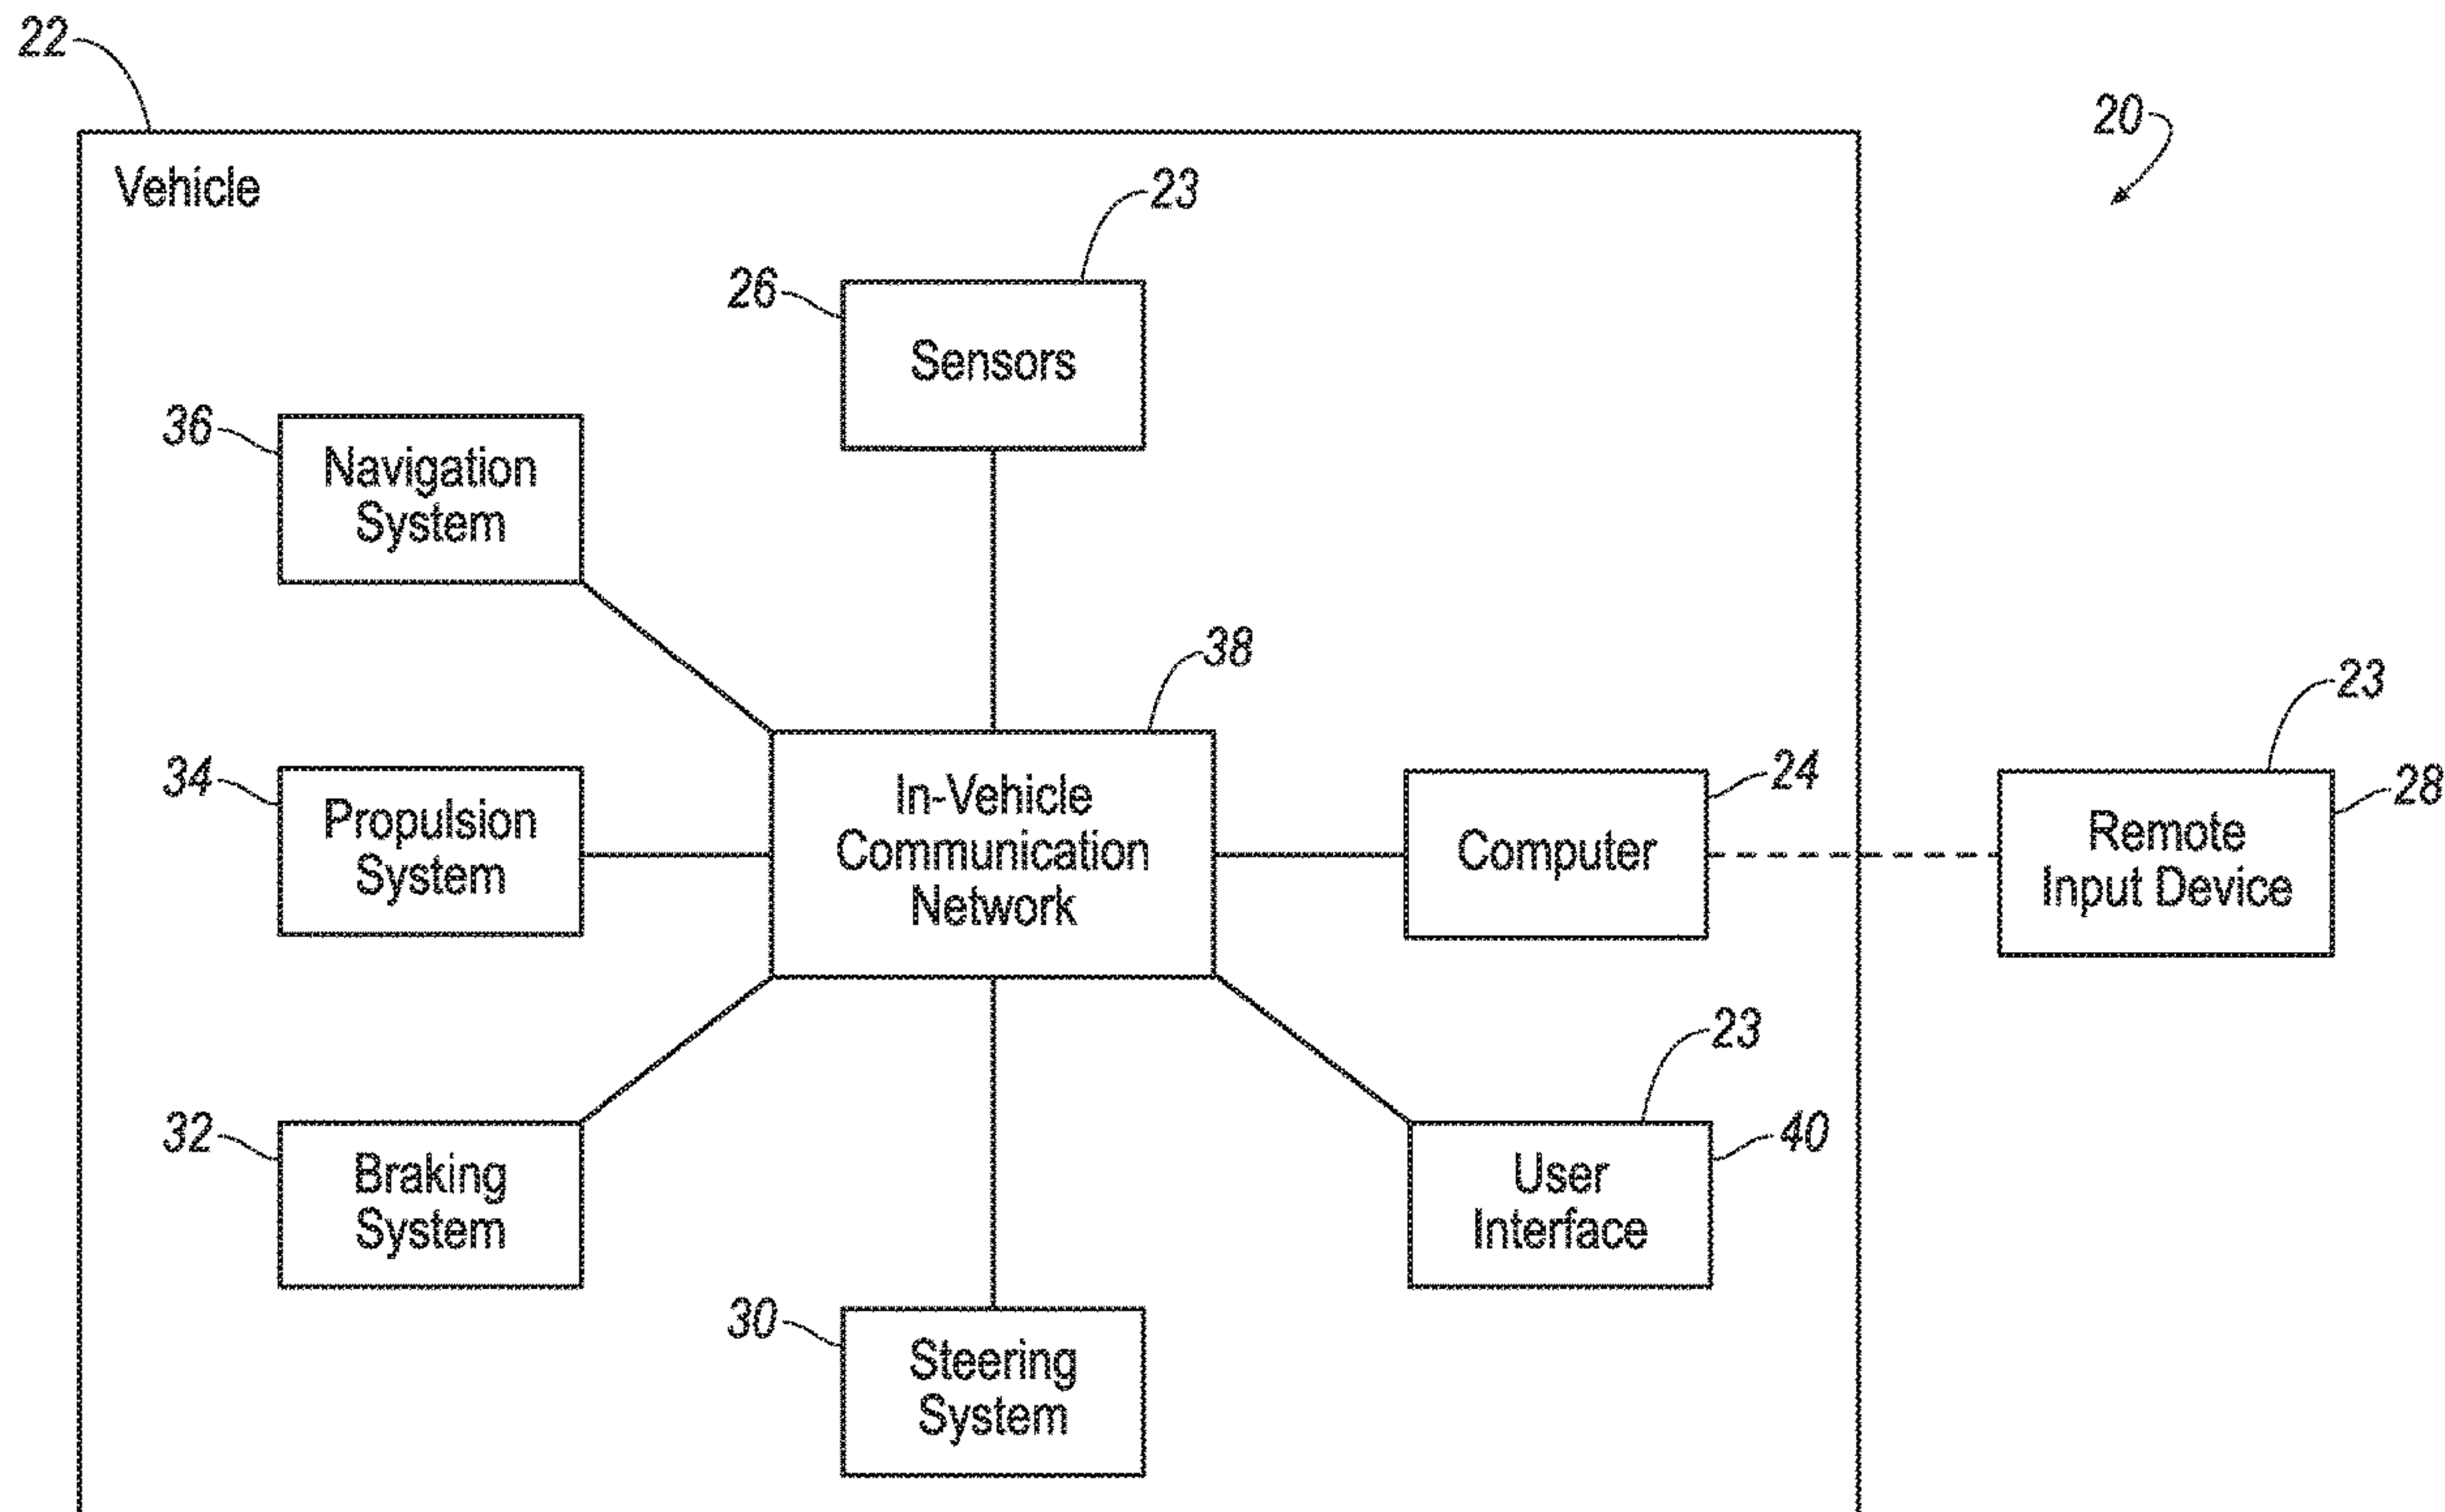 22
20
Vehicle
23
26
Sensors
36
Navigation
System
38
23
34
Propulsion
System
In-Vehicle
Communication
Network
24
Computer
28
Remote
Input Device
23
32
Braking
System
40
User
Interface
30
Steering
System